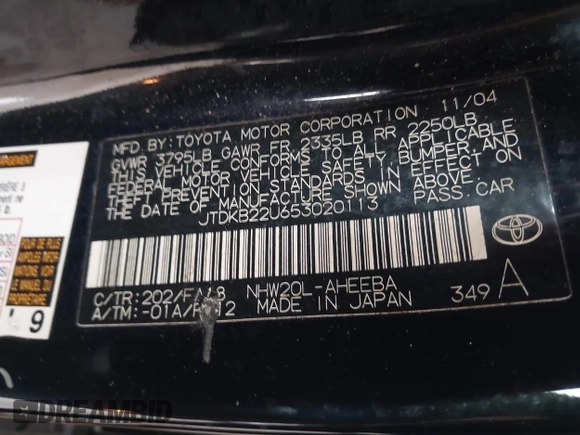 MFD. BY: TOYOTA MOTOR CORPORATION 11/04
GVWR 3795LB GAWR FR 2335LB RR 2250LB
THIS VEHICLE CONFORMS TO ALL APPLICABLE
FEDERAL MOTOR VEHICLE SAFETY, BUMPER, AND
THEFT PREVENTION STANDARDS IN EFFECT ON
THE DATE OF MANUFACTURE SHOWN ABOVE.
JTDKB22U653020113 PASS. CAR
C/TR: 202/FA18 NHW20L-AHEEBA
A/TM: -01A/P112 MADE IN JAPAN 349 A
TOYOTA
9
DREAMBID